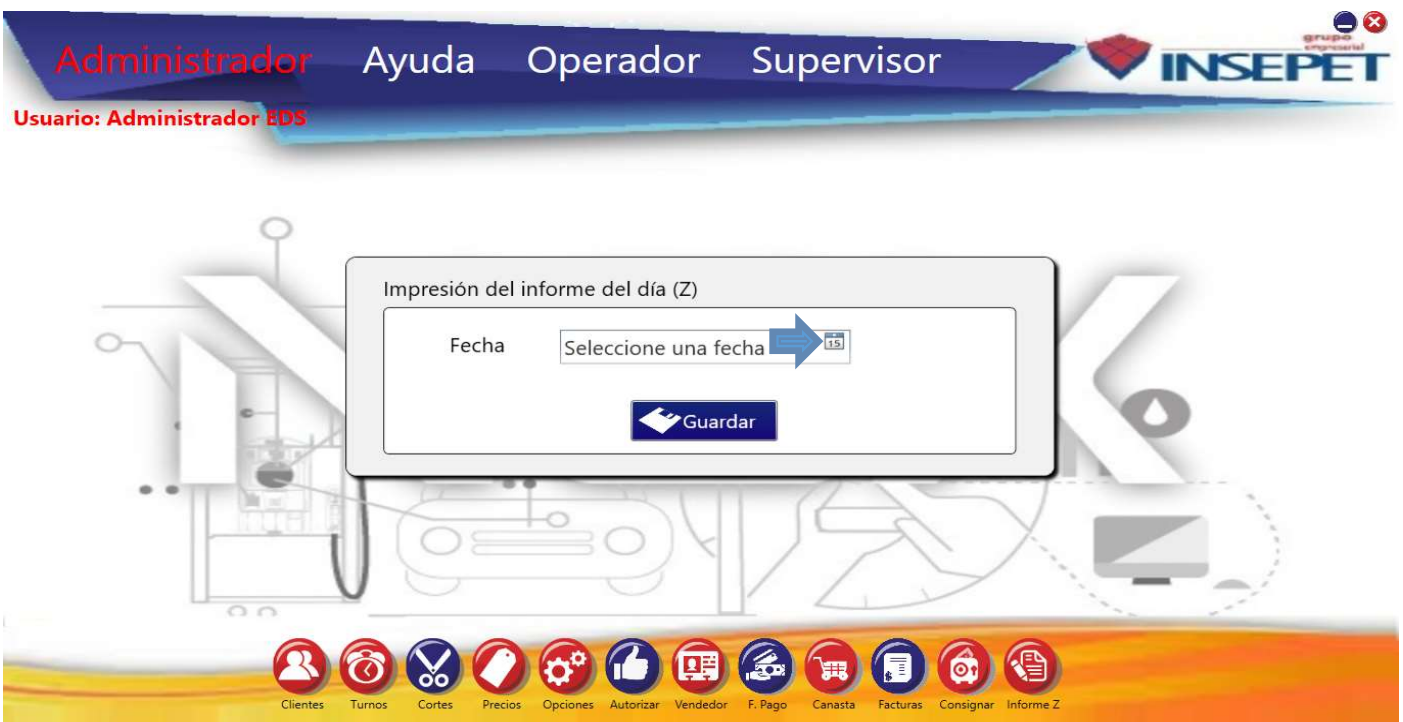 Administrador Ayuda Operador Supervisor
grupo
empresarial
INSEPET
Usuario: Administrador EDS
Impresión del informe del día (Z)
Fecha
Seleccione una fecha
15
Guardar
Clientes Turnos Cortes Precios Opciones Autorizar Vendedor F. Pago Canasta Facturas Consignar Informe Z